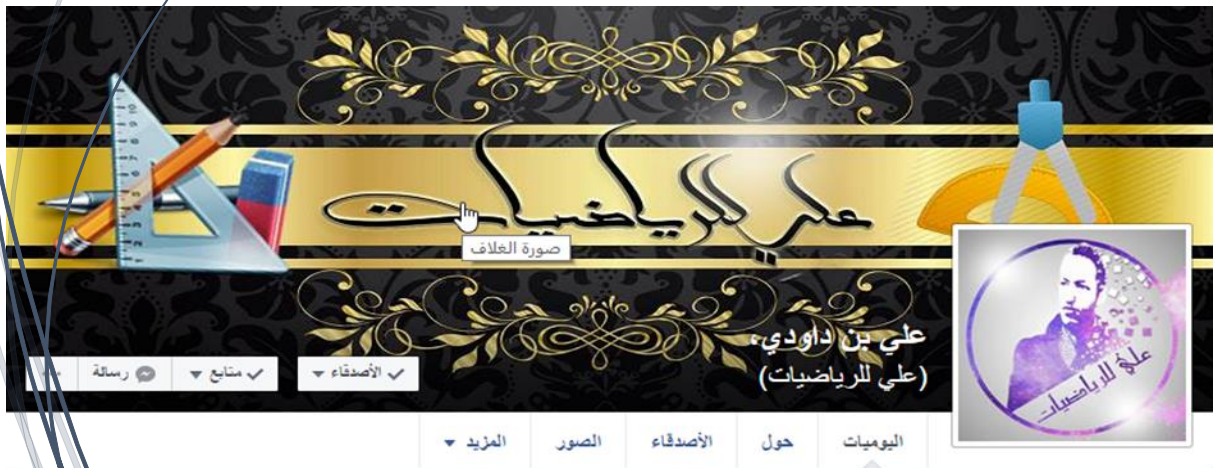 علي للرياضيات
صورة الغلاف
علي بن داودي،
(علي للرياضيات)
علي للرياضيات
الأصدقاء
متابع
رسالة
اليوميات
حول
الأصدقاء
الصور
المزيد